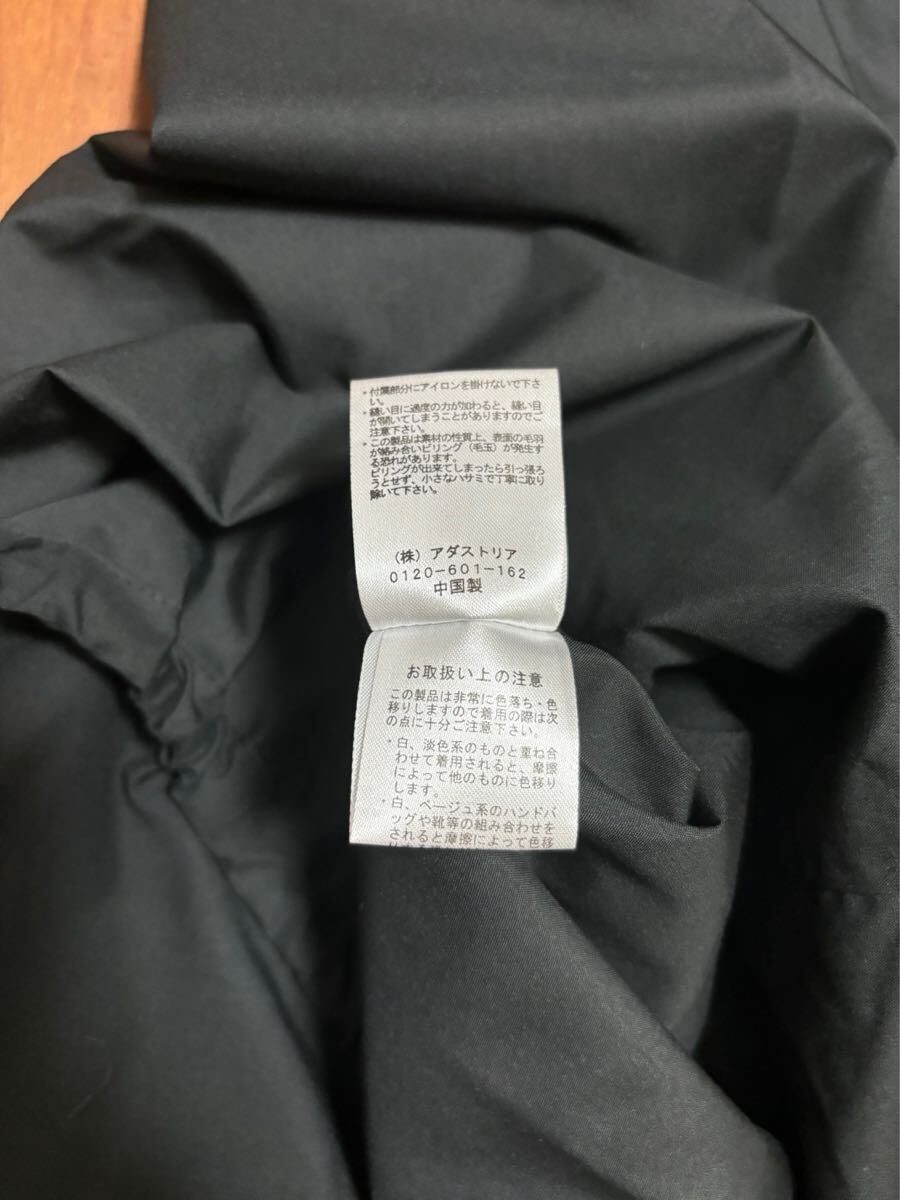 ・付属部分にアイロンを掛けないで下さ
い。
・縫い目に過度の力が加わると、縫い目
が開いてしまうことがありますのでご
注意下さい。
・この製品は素材の性質上、表面の毛羽
が絡み合いピリング（毛玉）が発生す
る恐れがあります。
ピリングが出来てしまったら引っ張ろ
うとせず、小さなハサミで丁寧に取り
除いて下さい。
（株）アダストリア
0120-601-162
中国製
お取扱い上の注意
この製品は非常に色落ち・色
移りしますので着用の際は次
の点に十分ご注意下さい。
・白、淡色系のものと重ね合
わせて着用されると、摩擦
によって他のものに色移り
します。
・白、ベージュ系のハンドバ
ッグや靴等の組み合わせを
されると摩擦によって色移